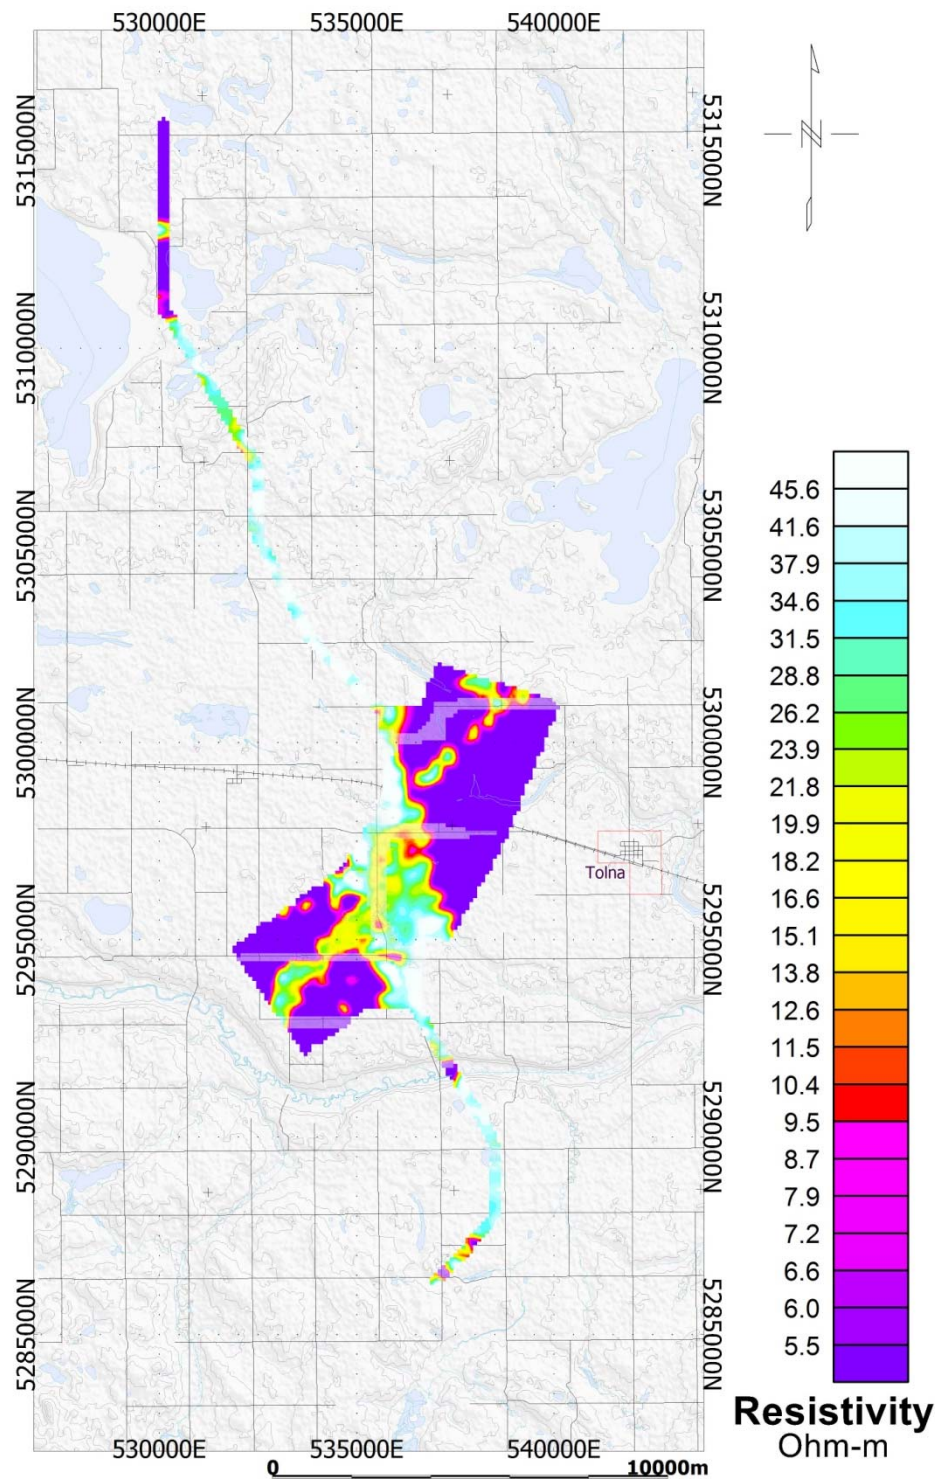 530000E 535000E 540000E
N
5315000N 5315000N
5310000N 5310000N
5305000N 5305000N
5300000N 5300000N
Tolna
5295000N 5295000N
5290000N 5290000N
5285000N 5285000N
530000E 535000E 540000E
0 10000m
45.6
41.6
37.9
34.6
31.5
28.8
26.2
23.9
21.8
19.9
18.2
16.6
15.1
13.8
12.6
11.5
10.4
9.5
8.7
7.9
7.2
6.6
6.0
5.5
Resistivity
Ohm-m